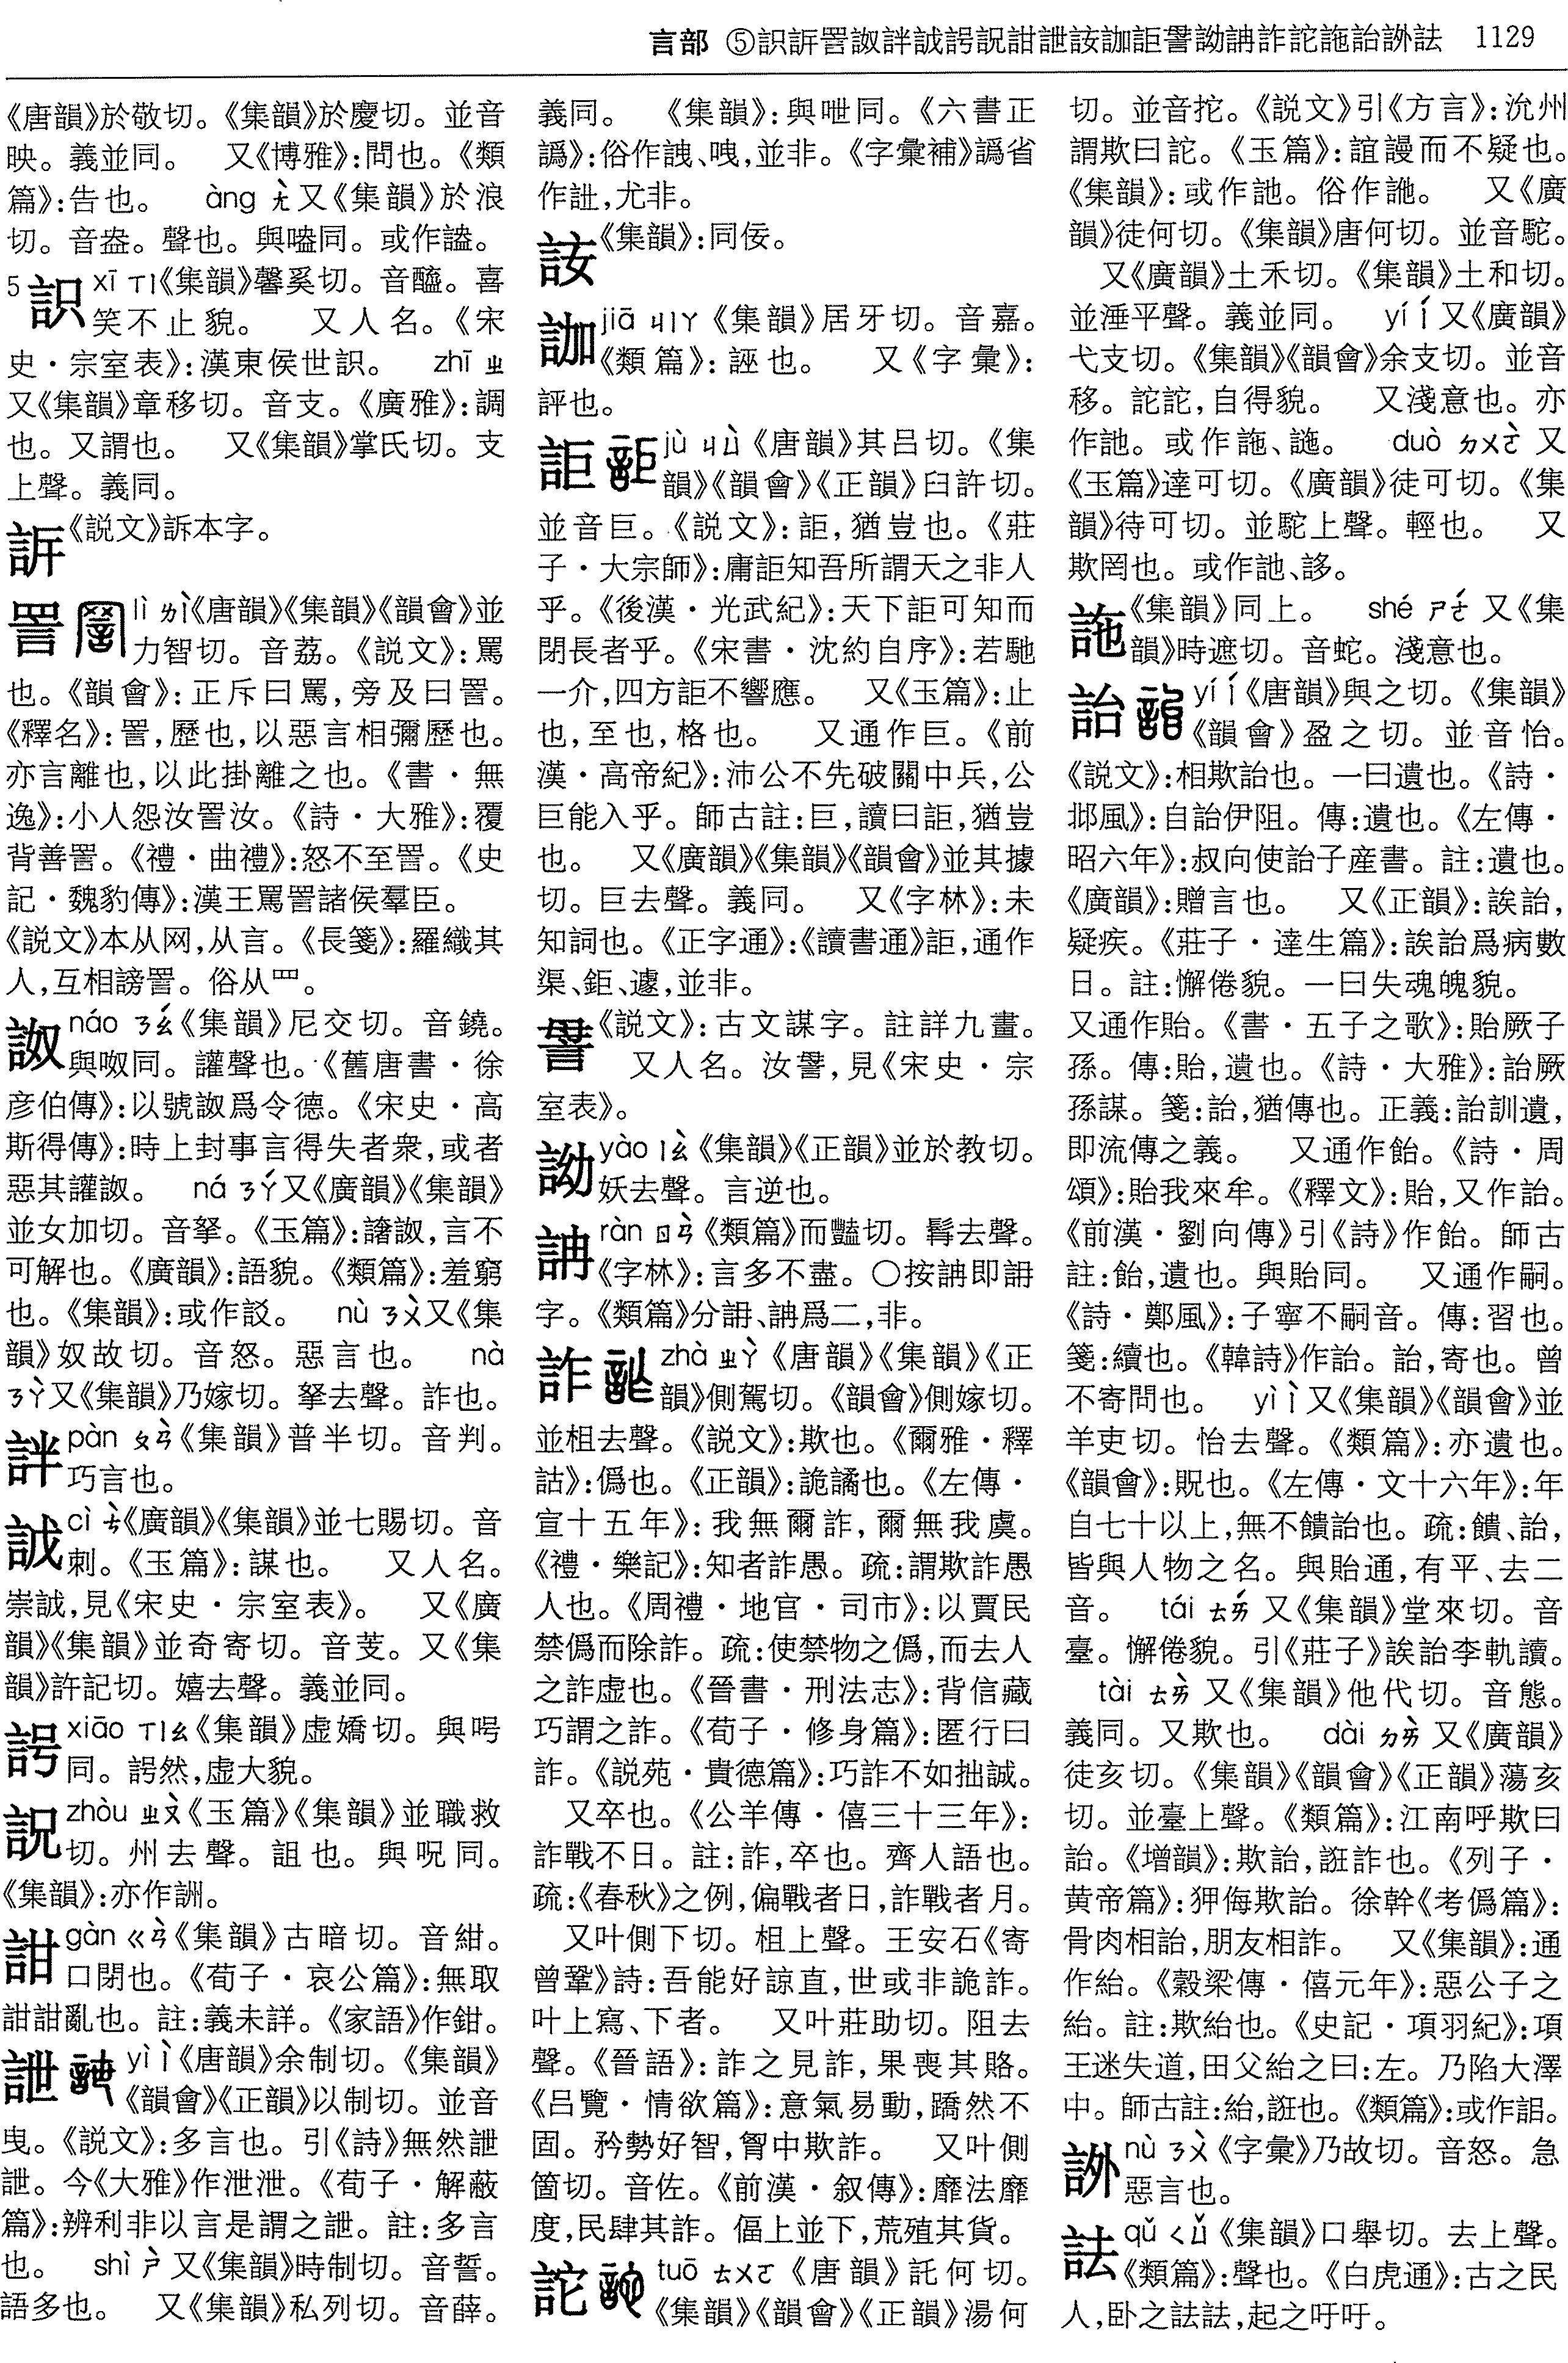 言部 ⑤訳䚶詈詉詊誠䚧詋詌詍䛀䛟詎䛑䚻訷詐詑䛏詒䛃詓 1129
《唐韻》於敬切。《集韻》於慶切。並音
映。義並同。 又《博雅》:問也。《類
篇》:告也。 àng ㄤˋ又《集韻》於浪
切。音盎。聲也。與嗑同。或作謚。
5 xī ㄒㄧ《集韻》馨奚切。音醯。喜
笑不止貌。 又人名。《宋
史·宗室表》:漢東侯世。 zhī ㄓ
又《集韻》章移切。音支。《廣雅》:調
也。又謂也。 又《集韻》掌氏切。支
上聲。義同。
《説文》訴本字。
詈 lì ㄌㄧˋ《唐韻》《集韻》《韻會》並
力智切。音荔。《説文》:罵
也。《韻會》:正斥曰罵,旁及曰詈。
《釋名》:詈,歷也,以惡言相彌歷也。
亦言離也,以此掛離之也。《書·無
逸》:小人怨汝詈汝。《詩·大雅》:覆
背善詈。《禮·曲禮》:怒不至詈。《史
記·魏豹傳》:漢王罵詈諸侯羣臣。
《説文》本从网,从言。《長箋》:羅織其
人,互相謗詈。俗从罒。
詉 náo ㄋㄠˊ《集韻》尼交切。音鐃。
與呶同。讙聲也。《舊唐書·徐
彦伯傳》:以號詉爲令德。《宋史·高
斯得傳》:時上封事言得失者衆,或者
惡其讙詉。 ná ㄋㄚˊ又《廣韻》《集韻》
並女加切。音拏。《玉篇》:譇詉,言不
可解也。《廣韻》:語貌。《類篇》:羞窮
也。《集韻》:或作。 nù ㄋㄨˋ又《集
韻》奴故切。音怒。惡言也。 nà
ㄋㄚˋ又《集韻》乃嫁切。拏去聲。詐也。
詊 pàn ㄆㄢˋ《集韻》普半切。音判。
巧言也。
cì ㄘˋ《廣韻》《集韻》並七賜切。音
刺。《玉篇》:謀也。 又人名。
崇,見《宋史·宗室表》。 又《廣
韻》《集韻》並奇寄切。音芰。又《集
韻》許記切。嬉去聲。義並同。
xiāo ㄒㄧㄠ《集韻》虚嬌切。與呺
同。然,虚大貌。
詋 zhòu ㄓㄡˋ《玉篇》《集韻》並職救
切。州去聲。詛也。與呪同。
《集韻》:亦作詶。
詌 gàn ㄍㄢˋ《集韻》古暗切。音紺。
口閉也。《荀子·哀公篇》:無取
詌詌亂也。註:義未詳。《家語》作鉗。
詍 yì ㄧˋ《唐韻》余制切。《集韻》
《韻會》《正韻》以制切。並音
曳。《説文》:多言也。引《詩》無然詍
詍。今《大雅》作泄泄。《荀子·解蔽
篇》:辨利非以言是謂之詍。註:多言
也。 shì ㄕˋ又《集韻》時制切。音誓。
語多也。 又《集韻》私列切。音薛。
義同。 《集韻》:與呭同。《六書正
譌》:俗作詵、咦,並非。《字彙補》譌省
作訨,尤非。
《集韻》:同佞。
jiā ㄐㄧㄚ《集韻》居牙切。音嘉。
《類篇》:誣也。 又《字彙》:
評也。
詎 jù ㄐㄩˋ《唐韻》其吕切。《集
韻》《韻會》《正韻》臼許切。
並音巨。《説文》:詎,猶豈也。《莊
子·大宗師》:庸詎知吾所謂天之非人
乎。《後漢·光武紀》:天下詎可知而
閉長者乎。《宋書·沈約自序》:若馳
一介,四方詎不響應。 又《玉篇》:止
也,至也,格也。 又通作巨。《前
漢·高帝紀》:沛公不先破關中兵,公
巨能入乎。師古註:巨,讀曰詎,猶豈
也。 又《廣韻》《集韻》《韻會》並其據
切。巨去聲。義同。 又《字林》:未
知詞也。《正字通》:《讀書通》詎,通作
渠、鉅、遽,並非。
《説文》:古文謀字。註詳九畫。
又人名。汝,見《宋史·宗
室表》。
yào ㄧㄠˋ《集韻》《正韻》並於教切。
妖去聲。言逆也。
ràn ㄖㄢˋ《類篇》而豔切。髥去聲。
《字林》:言多不盡。○按即
字。《類篇》分、爲二,非。
詐 zhà ㄓㄚˋ《唐韻》《集韻》《正
韻》側駕切。《韻會》側嫁切。
並柤去聲。《説文》:欺也。《爾雅·釋
詁》:僞也。《正韻》:詭譎也。《左傳·
宣十五年》:我無爾詐,爾無我虞。
《禮·樂記》:知者詐愚。疏:謂欺詐愚
人也。《周禮·地官·司市》:以賈民
禁僞而除詐。疏:使禁物之僞,而去人
之詐虚也。《晉書·刑法志》:背信藏
巧謂之詐。《荀子·修身篇》:匿行曰
詐。《説苑·貴德篇》:巧詐不如拙誠。
又卒也。《公羊傳·僖三十三年》:
詐戰不日。註:詐,卒也。齊人語也。
疏:《春秋》之例,偏戰者日,詐戰者月。
又叶側下切。柤上聲。王安石《寄
曾鞏》詩:吾能好諒直,世或非詭詐。
叶上寫、下者。 又叶莊助切。阻去
聲。《晉語》:詐之見詐,果喪其賂。
《吕覽·情欲篇》:意氣易動,蹻然不
固。矜勢好智,胷中欺詐。 又叶側
箇切。音佐。《前漢·叙傳》:靡法靡
度,民肆其詐。偪上並下,荒殖其貨。
詑 tuō ㄊㄨㄛ《唐韻》託何切。
《集韻》《韻會》《正韻》湯何
切。並音拕。《説文》引《方言》:沇州
謂欺曰詑。《玉篇》:誼謾而不疑也。
《集韻》:或作訑。俗作訑。 又《廣
韻》徒何切。《集韻》唐何切。並音駝。
又《廣韻》土禾切。《集韻》土和切。
並涶平聲。義並同。 yí ㄧˊ又《廣韻》
弋支切。《集韻》《韻會》余支切。並音
移。詑詑,自得貌。 又淺意也。亦
作訑。或作、。 duò ㄉㄨㄛˋ又
《玉篇》達可切。《廣韻》徒可切。《集
韻》待可切。並駝上聲。輕也。 又
欺罔也。或作訑、誃。
《集韻》同上。 shé ㄕㄜˊ又《集
韻》時遮切。音蛇。淺意也。
詒 yí ㄧˊ《唐韻》與之切。《集韻》
《韻會》盈之切。並音怡。
《説文》:相欺詒也。一曰遺也。《詩·
邶風》:自詒伊阻。傳:遺也。《左傳·
昭六年》:叔向使詒子産書。註:遺也。
《廣韻》:贈言也。 又《正韻》:誒詒,
疑疾。《莊子·達生篇》:誒詒爲病數
日。註:懈倦貌。一曰失魂魄貌。
又通作貽。《書·五子之歌》:貽厥子
孫。傳:貽,遺也。《詩·大雅》:詒厥
孫謀。箋:詒,猶傳也。正義:詒訓遺,
即流傳之義。 又通作飴。《詩·周
頌》:貽我來牟。《釋文》:貽,又作詒。
《前漢·劉向傳》引《詩》作飴。師古
註:飴,遺也。與貽同。 又通作嗣。
《詩·鄭風》:子寧不嗣音。傳:習也。
箋:續也。《韓詩》作詒。詒,寄也。曾
不寄問也。 yì ㄧˋ又《集韻》《韻會》並
羊吏切。怡去聲。《類篇》:亦遺也。
《韻會》:貺也。《左傳·文十六年》:年
自七十以上,無不饋詒也。疏:饋、詒,
皆與人物之名。與貽通,有平、去二
音。 tái ㄊㄞˊ又《集韻》堂來切。音
臺。懈倦貌。引《莊子》誒詒李軌讀。
tài ㄊㄞˋ又《集韻》他代切。音態。
義同。又欺也。 dài ㄉㄞˋ又《廣韻》
徒亥切。《集韻》《韻會》《正韻》蕩亥
切。並臺上聲。《類篇》:江南呼欺曰
詒。《增韻》:欺詒,誑詐也。《列子·
黄帝篇》:狎侮欺詒。徐幹《考僞篇》:
骨肉相詒,朋友相詐。 又《集韻》:通
作紿。《穀梁傳·僖元年》:惡公子之
紿。註:欺紿也。《史記·項羽紀》:項
王迷失道,田父紿之曰:左。乃陷大澤
中。師古註:紿,誑也。《類篇》:或作䛆。
nù ㄋㄨˋ《字彙》乃故切。音怒。急
惡言也。
詓 qǔ ㄑㄩˇ《集韻》口舉切。去上聲。
《類篇》:聲也。《白虎通》:古之民
人,卧之詓詓,起之吁吁。